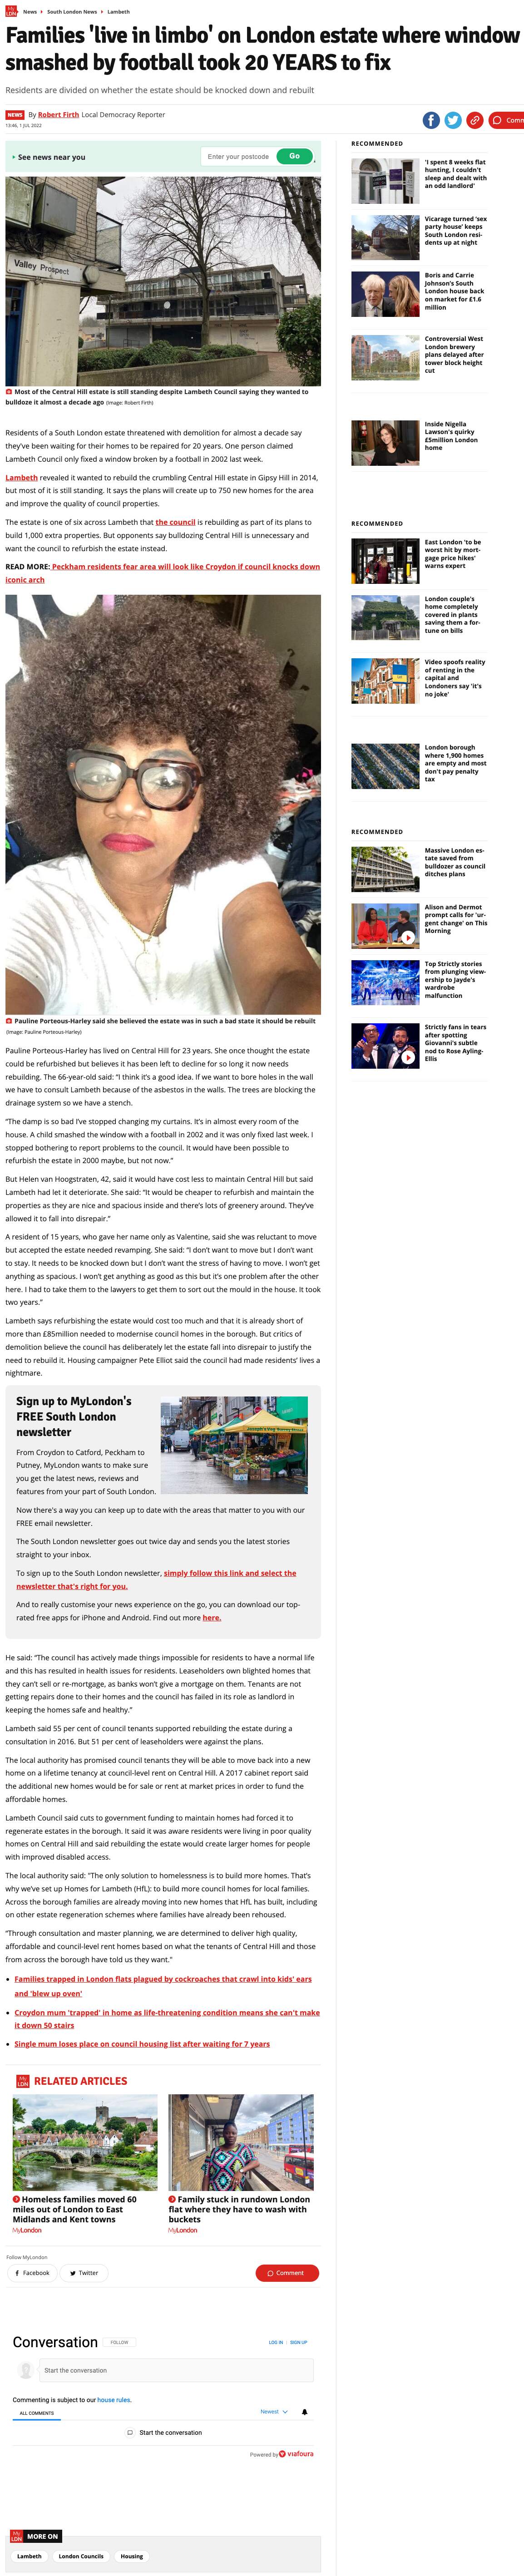 My LDN News South London News Lambeth
Families 'live in limbo' on London estate where window
smashed by football took 20 YEARS to fix
Residents are divided on whether the estate should be knocked down and rebuilt
NEWS By Robert Firth Local Democracy Reporter
13:46, 1 JUL 2022
Comm
See news near you
Enter your postcode Go
Valley Prospect
Most of the Central Hill estate is still standing despite Lambeth Council saying they wanted to
bulldoze it almost a decade ago (Image: Robert Firth)
Residents of a South London estate threatened with demolition for almost a decade say
they've been waiting for their homes to be repaired for 20 years. One person claimed
Lambeth Council only fixed a window broken by a football in 2002 last week.
Lambeth revealed it wanted to rebuild the crumbling Central Hill estate in Gipsy Hill in 2014,
but most of it is still standing. It says the plans will create up to 750 new homes for the area
and improve the quality of council properties.
The estate is one of six across Lambeth that the council is rebuilding as part of its plans to
build 1,000 extra properties. But opponents say bulldozing Central Hill is unnecessary and
want the council to refurbish the estate instead.
READ MORE: Peckham residents fear area will look like Croydon if council knocks down
iconic arch
Pauline Porteous-Harley said she believed the estate was in such a bad state it should be rebuilt
(Image: Pauline Porteous-Harley)
Pauline Porteous-Harley has lived on Central Hill for 23 years. She once thought the estate
could be refurbished but believes it has been left to decline for so long it now needs
rebuilding. The 66-year-old said: "I think it's a good idea. If we want to bore holes in the wall
we have to consult Lambeth because of the asbestos in the walls. The trees are blocking the
drainage system so we have a stench.
"The damp is so bad I've stopped changing my curtains. It's in almost every room of the
house. A child smashed the window with a football in 2002 and it was only fixed last week. I
stopped bothering to report problems to the council. It would have been possible to
refurbish the estate in 2000 maybe, but not now."
But Helen van Hoogstraten, 42, said it would have cost less to maintain Central Hill but said
Lambeth had let it deteriorate. She said: "It would be cheaper to refurbish and maintain the
properties as they are nice and spacious inside and there's lots of greenery around. They've
allowed it to fall into disrepair."
A resident of 15 years, who gave her name only as Valentine, said she was reluctant to move
but accepted the estate needed revamping. She said: "I don't want to move but I don't want
to stay. It needs to be knocked down but I don't want the stress of having to move. I won't get
anything as spacious. I won't get anything as good as this but it's one problem after the other
here. I had to take them to the lawyers to get them to sort out the mould in the house. It took
two years."
Lambeth says refurbishing the estate would cost too much and that it is already short of
more than £85million needed to modernise council homes in the borough. But critics of
demolition believe the council has deliberately let the estate fall into disrepair to justify the
need to rebuild it. Housing campaigner Pete Elliot said the council had made residents' lives a
nightmare.
Sign up to MyLondon's
FREE South London
newsletter
From Croydon to Catford, Peckham to
Putney, MyLondon wants to make sure
you get the latest news, reviews and
features from your part of South London.
Now there's a way you can keep up to date with the areas that matter to you with our
FREE email newsletter.
The South London newsletter goes out twice day and sends you the latest stories
straight to your inbox.
To sign up to the South London newsletter, simply follow this link and select the
newsletter that's right for you.
And to really customise your news experience on the go, you can download our top-
rated free apps for iPhone and Android. Find out more here.
He said: "The council has actively made things impossible for residents to have a normal life
and this has resulted in health issues for residents. Leaseholders own blighted homes that
they can't sell or re-mortgage, as banks won't give a mortgage on them. Tenants are not
getting repairs done to their homes and the council has failed in its role as landlord in
keeping the homes safe and healthy."
Lambeth said 55 per cent of council tenants supported rebuilding the estate during a
consultation in 2016. But 51 per cent of leaseholders were against the plans.
The local authority has promised council tenants they will be able to move back into a new
home on a lifetime tenancy at council-level rent on Central Hill. A 2017 cabinet report said
the additional new homes would be for sale or rent at market prices in order to fund the
affordable homes.
Lambeth Council said cuts to government funding to maintain homes had forced it to
regenerate estates in the borough. It said it was aware residents were living in poor quality
homes on Central Hill and said rebuilding the estate would create larger homes for people
with improved disabled access.
The local authority said: "The only solution to homelessness is to build more homes. That's
why we've set up Homes for Lambeth (HfL): to build more council homes for local families.
Across the borough families are already moving into new homes that HfL has built, including
on other estate regeneration schemes where families have already been rehoused.
"Through consultation and master planning, we are determined to deliver high quality,
affordable and council-level rent homes based on what the tenants of Central Hill and those
from across the borough have told us they want."
Families trapped in London flats plagued by cockroaches that crawl into kids' ears
and 'blew up oven'
Croydon mum 'trapped' in home as life-threatening condition means she can't make
it down 50 stairs
Single mum loses place on council housing list after waiting for 7 years
My LDN RELATED ARTICLES
Homeless families moved 60
miles out of London to East
Midlands and Kent towns
MyLondon
Family stuck in rundown London
flat where they have to wash with
buckets
MyLondon
Follow MyLondon
Facebook Twitter Comment
Conversation FOLLOW LOG IN SIGN UP
Start the conversation
Commenting is subject to our house rules.
ALL COMMENTS Newest
Start the conversation
Powered by viafoura
My LDN MORE ON
Lambeth London Councils Housing
RECOMMENDED
'I spent 8 weeks flat
hunting, I couldn't
sleep and dealt with
an odd landlord'
Vicarage turned 'sex
party house' keeps
South London resi-
dents up at night
Boris and Carrie
Johnson's South
London house back
on market for £1.6
million
Controversial West
London brewery
plans delayed after
tower block height
cut
Inside Nigella
Lawson's quirky
£5million London
home
RECOMMENDED
East London 'to be
worst hit by mort-
gage price hikes'
warns expert
London couple's
home completely
covered in plants
saving them a for-
tune on bills
Video spoofs reality
of renting in the
capital and
Londoners say 'it's
no joke'
London borough
where 1,900 homes
are empty and most
don't pay penalty
tax
RECOMMENDED
Massive London es-
tate saved from
bulldozer as council
ditches plans
Alison and Dermot
prompt calls for 'ur-
gent change' on This
Morning
Top Strictly stories
from plunging view-
ership to Jayde's
wardrobe
malfunction
Strictly fans in tears
after spotting
Giovanni's subtle
nod to Rose Ayling-
Ellis